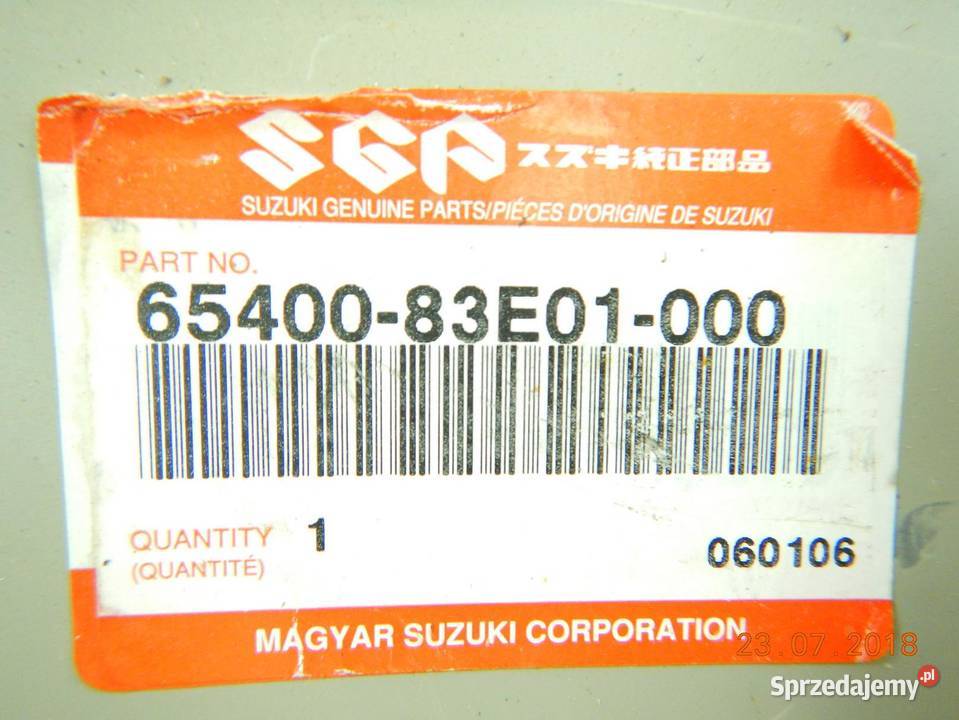 SGP スズキ純正部品
SUZUKI GENUINE PARTS/PIÉCES D'ORIGINE DE SUZUKI
PART NO.
65400-83E01-000
QUANTITY 1
(QUANTITÉ)
060106
MAGYAR SUZUKI CORPORATION
23.07.2018
Sprzedajemy.pl